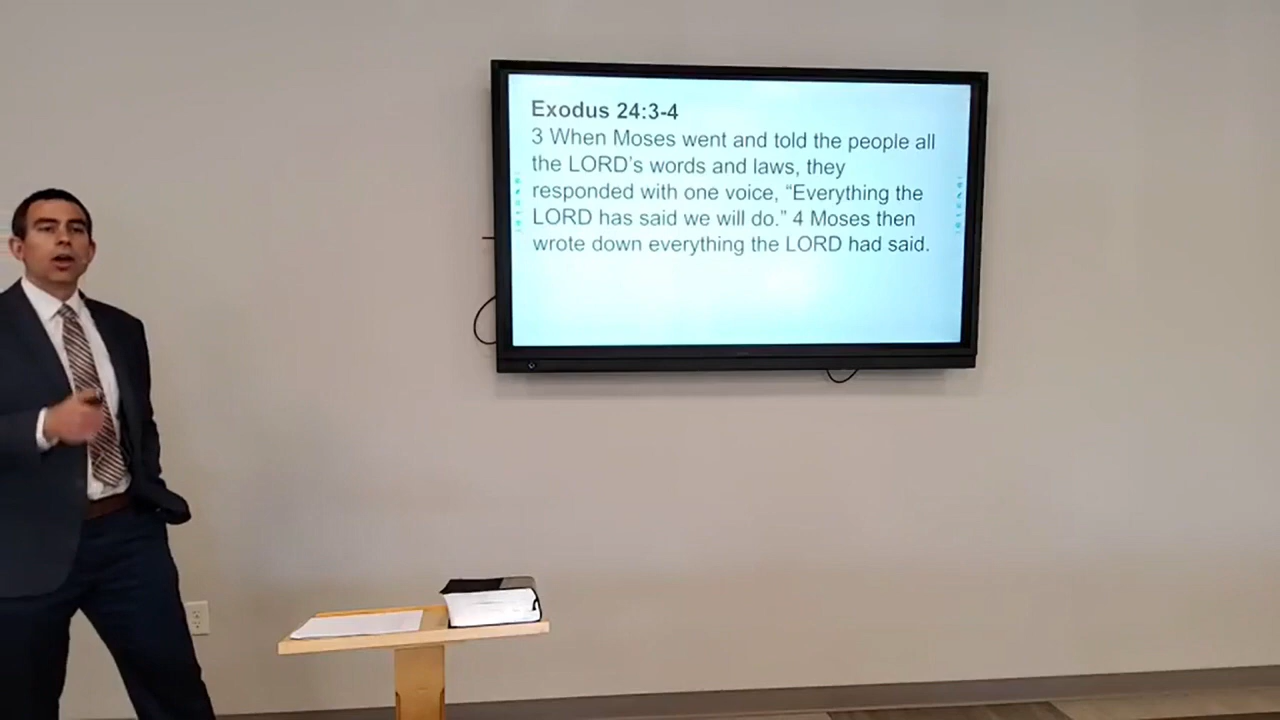 Exodus 24:3-4
3 When Moses went and told the people all
the LORD's words and laws, they
responded with one voice, “Everything the
LORD has said we will do.” 4 Moses then
wrote down everything the LORD had said.